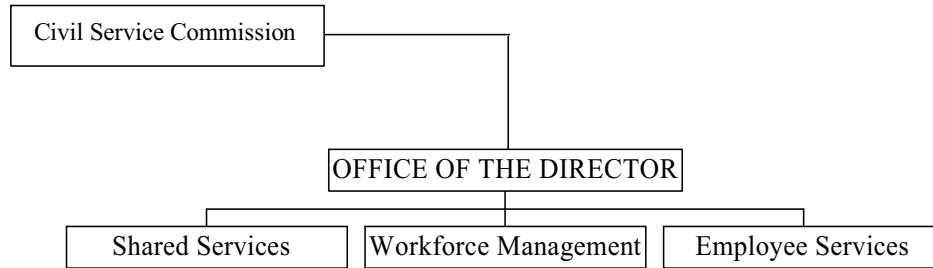 Civil Service Commission
OFFICE OF THE DIRECTOR
Shared Services
Workforce Management
Employee Services